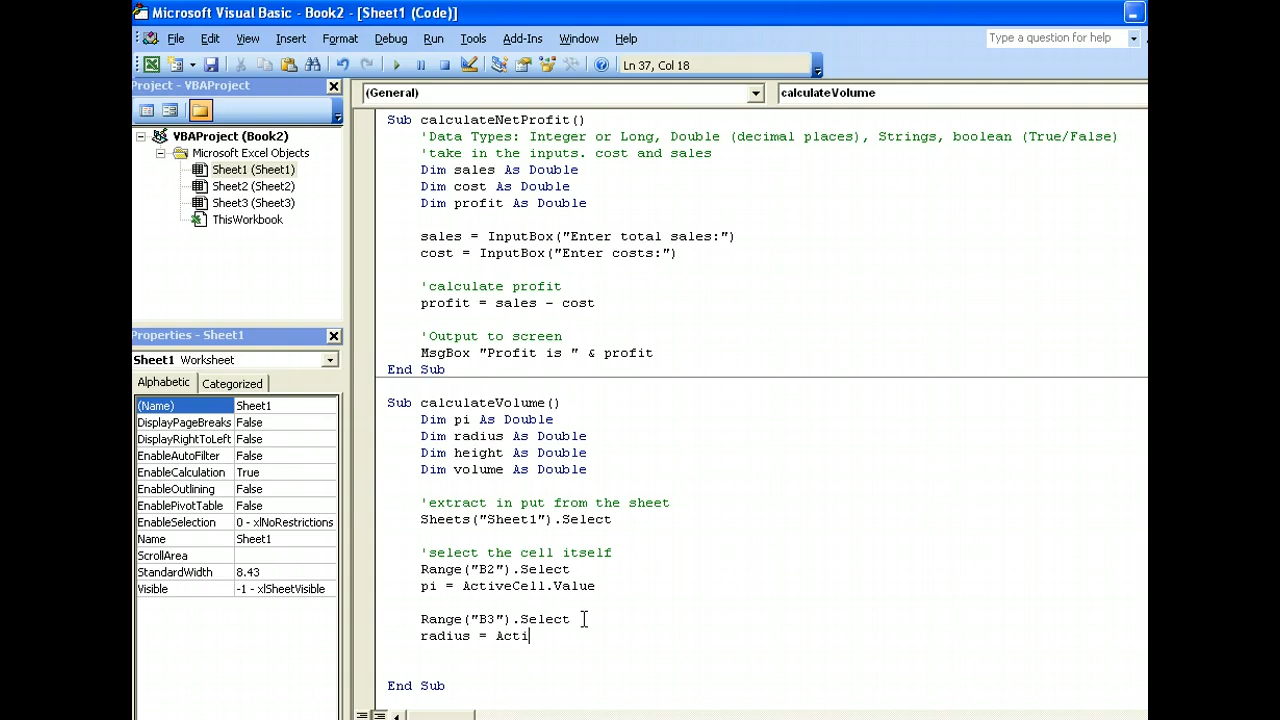 Microsoft Visual Basic - Book2 - [Sheet1 (Code)]
File Edit View Insert Format Debug Run Tools Add-Ins Window Help
Type a question for help
Ln 37, Col 18
Project - VBAProject
(General)
calculateVolume
VBAProject (Book2)
Microsoft Excel Objects
Sheet1 (Sheet1)
Sheet2 (Sheet2)
Sheet3 (Sheet3)
ThisWorkbook
Properties - Sheet1
Sheet1 Worksheet
Alphabetic Categorized
(Name) Sheet1
DisplayPageBreaks False
DisplayRightToLeft False
EnableAutoFilter False
EnableCalculation True
EnableOutlining False
EnablePivotTable False
EnableSelection 0 - xlNoRestrictions
Name Sheet1
ScrollArea
StandardWidth 8.43
Visible -1 - xlSheetVisible
Sub calculateNetProfit()
'Data Types: Integer or Long, Double (decimal places), Strings, boolean (True/False)
'take in the inputs. cost and sales
Dim sales As Double
Dim cost As Double
Dim profit As Double
sales = InputBox("Enter total sales:")
cost = InputBox("Enter costs:")
'calculate profit
profit = sales - cost
'Output to screen
MsgBox "Profit is " & profit
End Sub
Sub calculateVolume()
Dim pi As Double
Dim radius As Double
Dim height As Double
Dim volume As Double
'extract in put from the sheet
Sheets("Sheet1").Select
'select the cell itself
Range("B2").Select
pi = ActiveCell.Value
Range("B3").Select
radius = Acti
End Sub